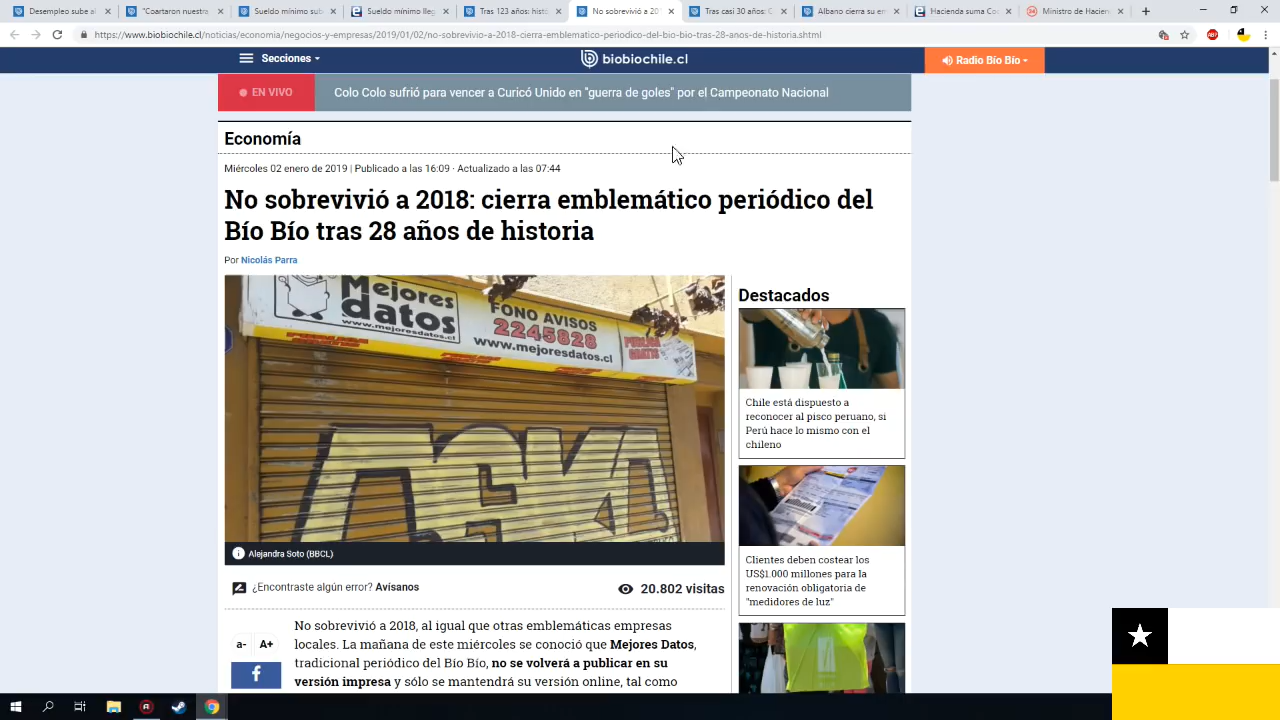 Desempleo sube al
"Coartaron nuestra
Sueldo mínimo sub
Sueldo mínimo lleg
Tras 123 años: hist
No sobrevivió a 201
Tras casi 30 años: C
Albano cierra su em
Hacienda suma Co
Ministro de Hacien
https://www.biobiochile.cl/noticias/economia/negocios-y-empresas/2019/01/02/no-sobrevivio-a-2018-cierra-emblematico-periodico-del-bio-bio-tras-28-anos-de-historia.shtml
Secciones
biobiochile.cl
Radio Bío Bío
EN VIVO
Colo Colo sufrió para vencer a Curicó Unido en "guerra de goles" por el Campeonato Nacional
Economía
Miércoles 02 enero de 2019 | Publicado a las 16:09 · Actualizado a las 07:44
No sobrevivió a 2018: cierra emblemático periódico del
Bío Bío tras 28 años de historia
Por Nicolás Parra
Mejores
datos
www.mejoresdatos.cl
FONO AVISOS
2245828
www.mejoresdatos.cl
PUBLICA
GRATIS
Alejandra Soto (BBCL)
¿Encontraste algún error? Avísanos
20.802 visitas
a-
A+
No sobrevivió a 2018, al igual que otras emblemáticas empresas
locales. La mañana de este miércoles se conoció que Mejores Datos,
tradicional periódico del Bío Bío, no se volverá a publicar en su
versión impresa y sólo se mantendrá su versión online, tal como
Destacados
Chile está dispuesto a
reconocer al pisco peruano, si
Perú hace lo mismo con el
chileno
Clientes deben costear los
US$1.000 millones para la
renovación obligatoria de
"medidores de luz"